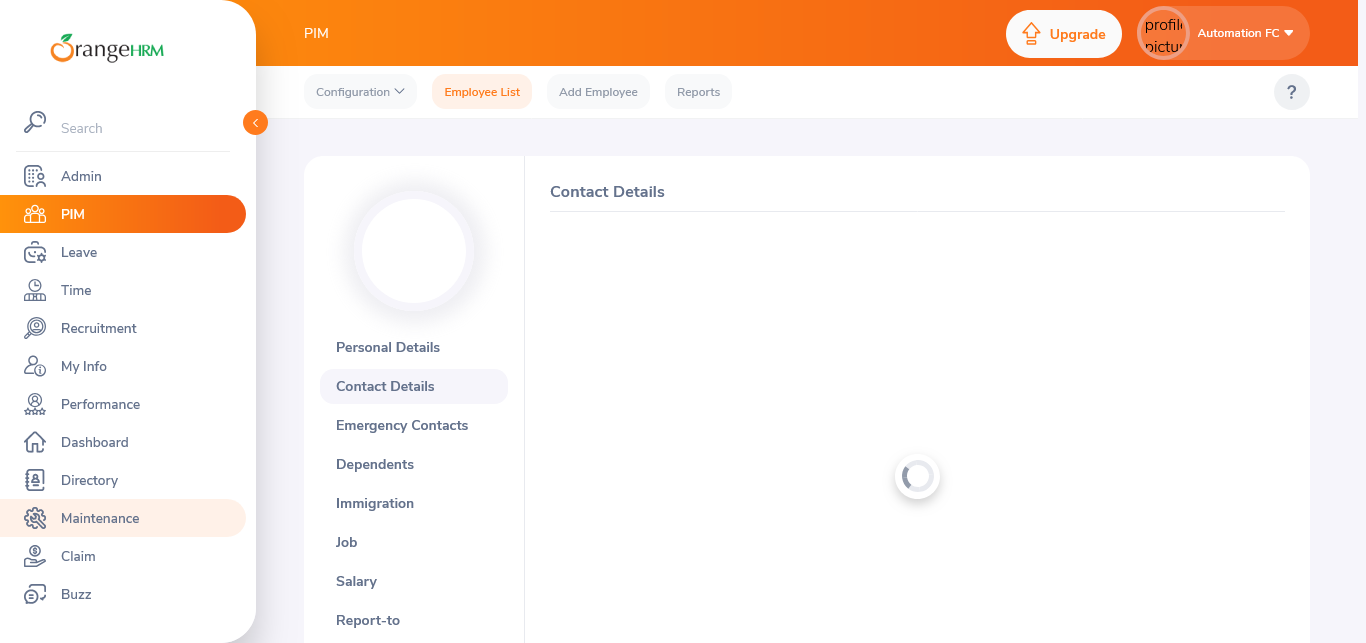 OrangeHRM
Search
Admin
PIM
Leave
Time
Recruitment
My Info
Performance
Dashboard
Directory
Maintenance
Claim
Buzz
PIM
Upgrade
profile
Automation FC
Configuration
Employee List
Add Employee
Reports
?
Personal Details
Contact Details
Emergency Contacts
Dependents
Immigration
Job
Salary
Report-to
Contact Details